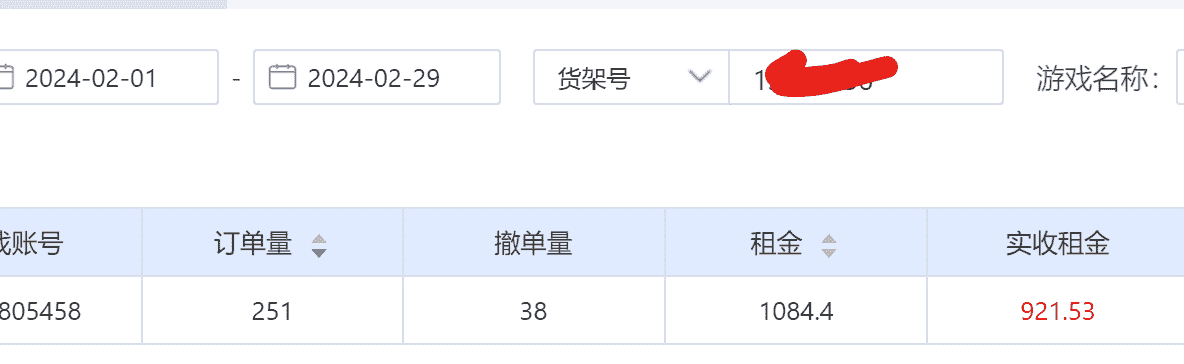 2024-02-01 - 2024-02-29 货架号 游戏名称：
账号 订单量 撤单量 租金 实收租金
805458 251 38 1084.4 921.53